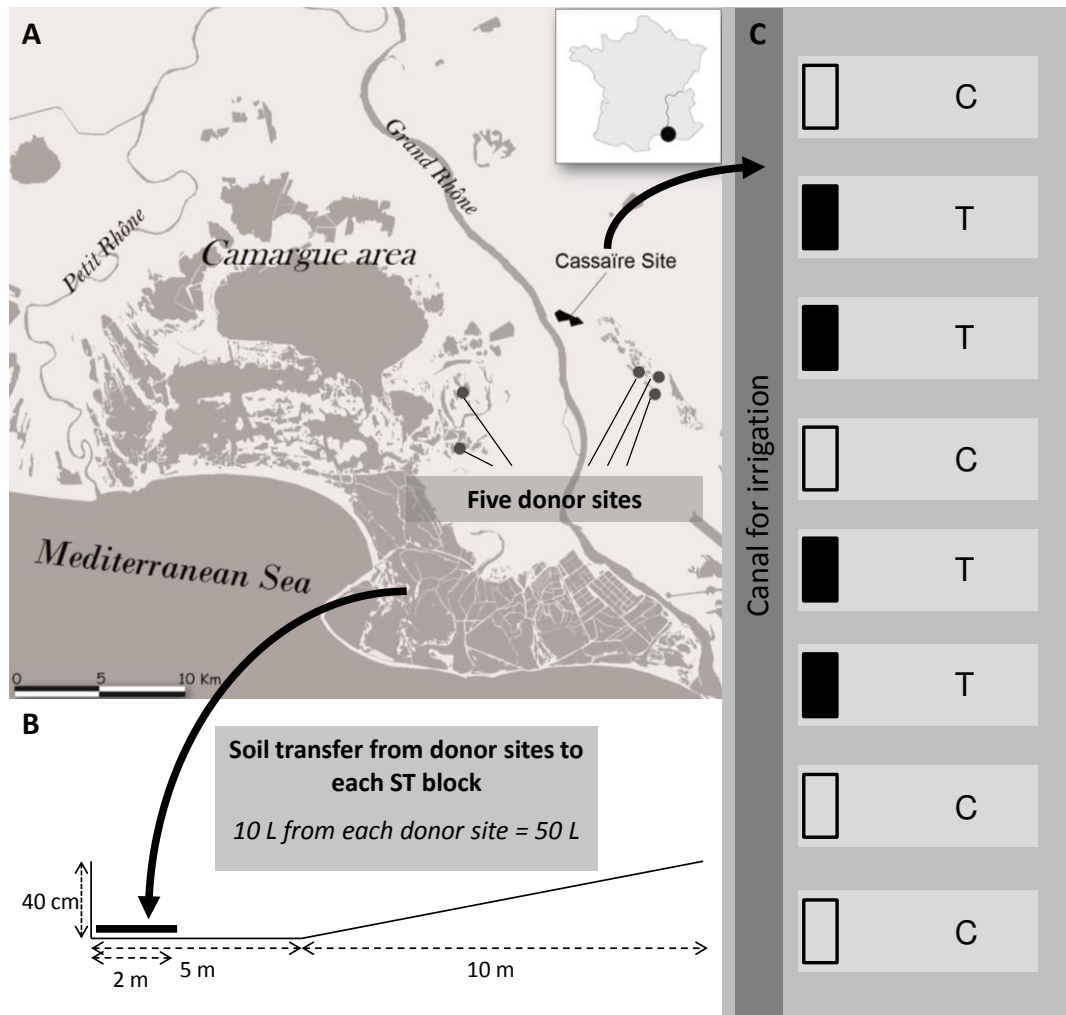 A
Grand Rhône
Petit Rhône
Camargue area
Cassaïre Site
Five donor sites
Mediterranean Sea
0 5 10 Km
B
Soil transfer from donor sites to
each ST block
10 L from each donor site = 50 L
40 cm
5 m
2 m
10 m
C
Canal for irrigation
C
T
T
C
T
T
C
C